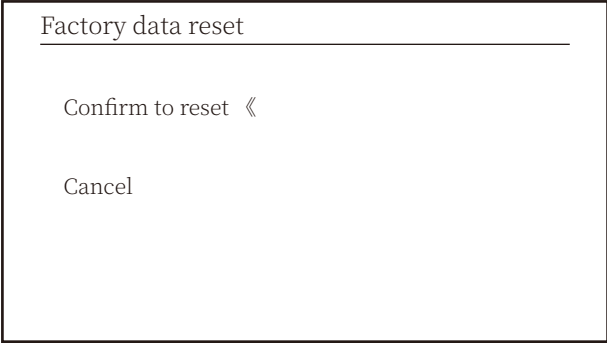 Factory data reset
Confirm to reset 《
Cancel